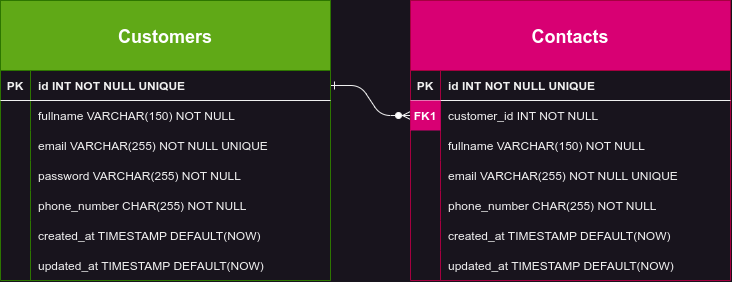 Customers
PK id INT NOT NULL UNIQUE
fullname VARCHAR(150) NOT NULL
email VARCHAR(255) NOT NULL UNIQUE
password VARCHAR(255) NOT NULL
phone_number CHAR(255) NOT NULL
created_at TIMESTAMP DEFAULT(NOW)
updated_at TIMESTAMP DEFAULT(NOW)
Contacts
PK id INT NOT NULL UNIQUE
FK1 customer_id INT NOT NULL
fullname VARCHAR(150) NOT NULL
email VARCHAR(255) NOT NULL UNIQUE
phone_number CHAR(255) NOT NULL
created_at TIMESTAMP DEFAULT(NOW)
updated_at TIMESTAMP DEFAULT(NOW)